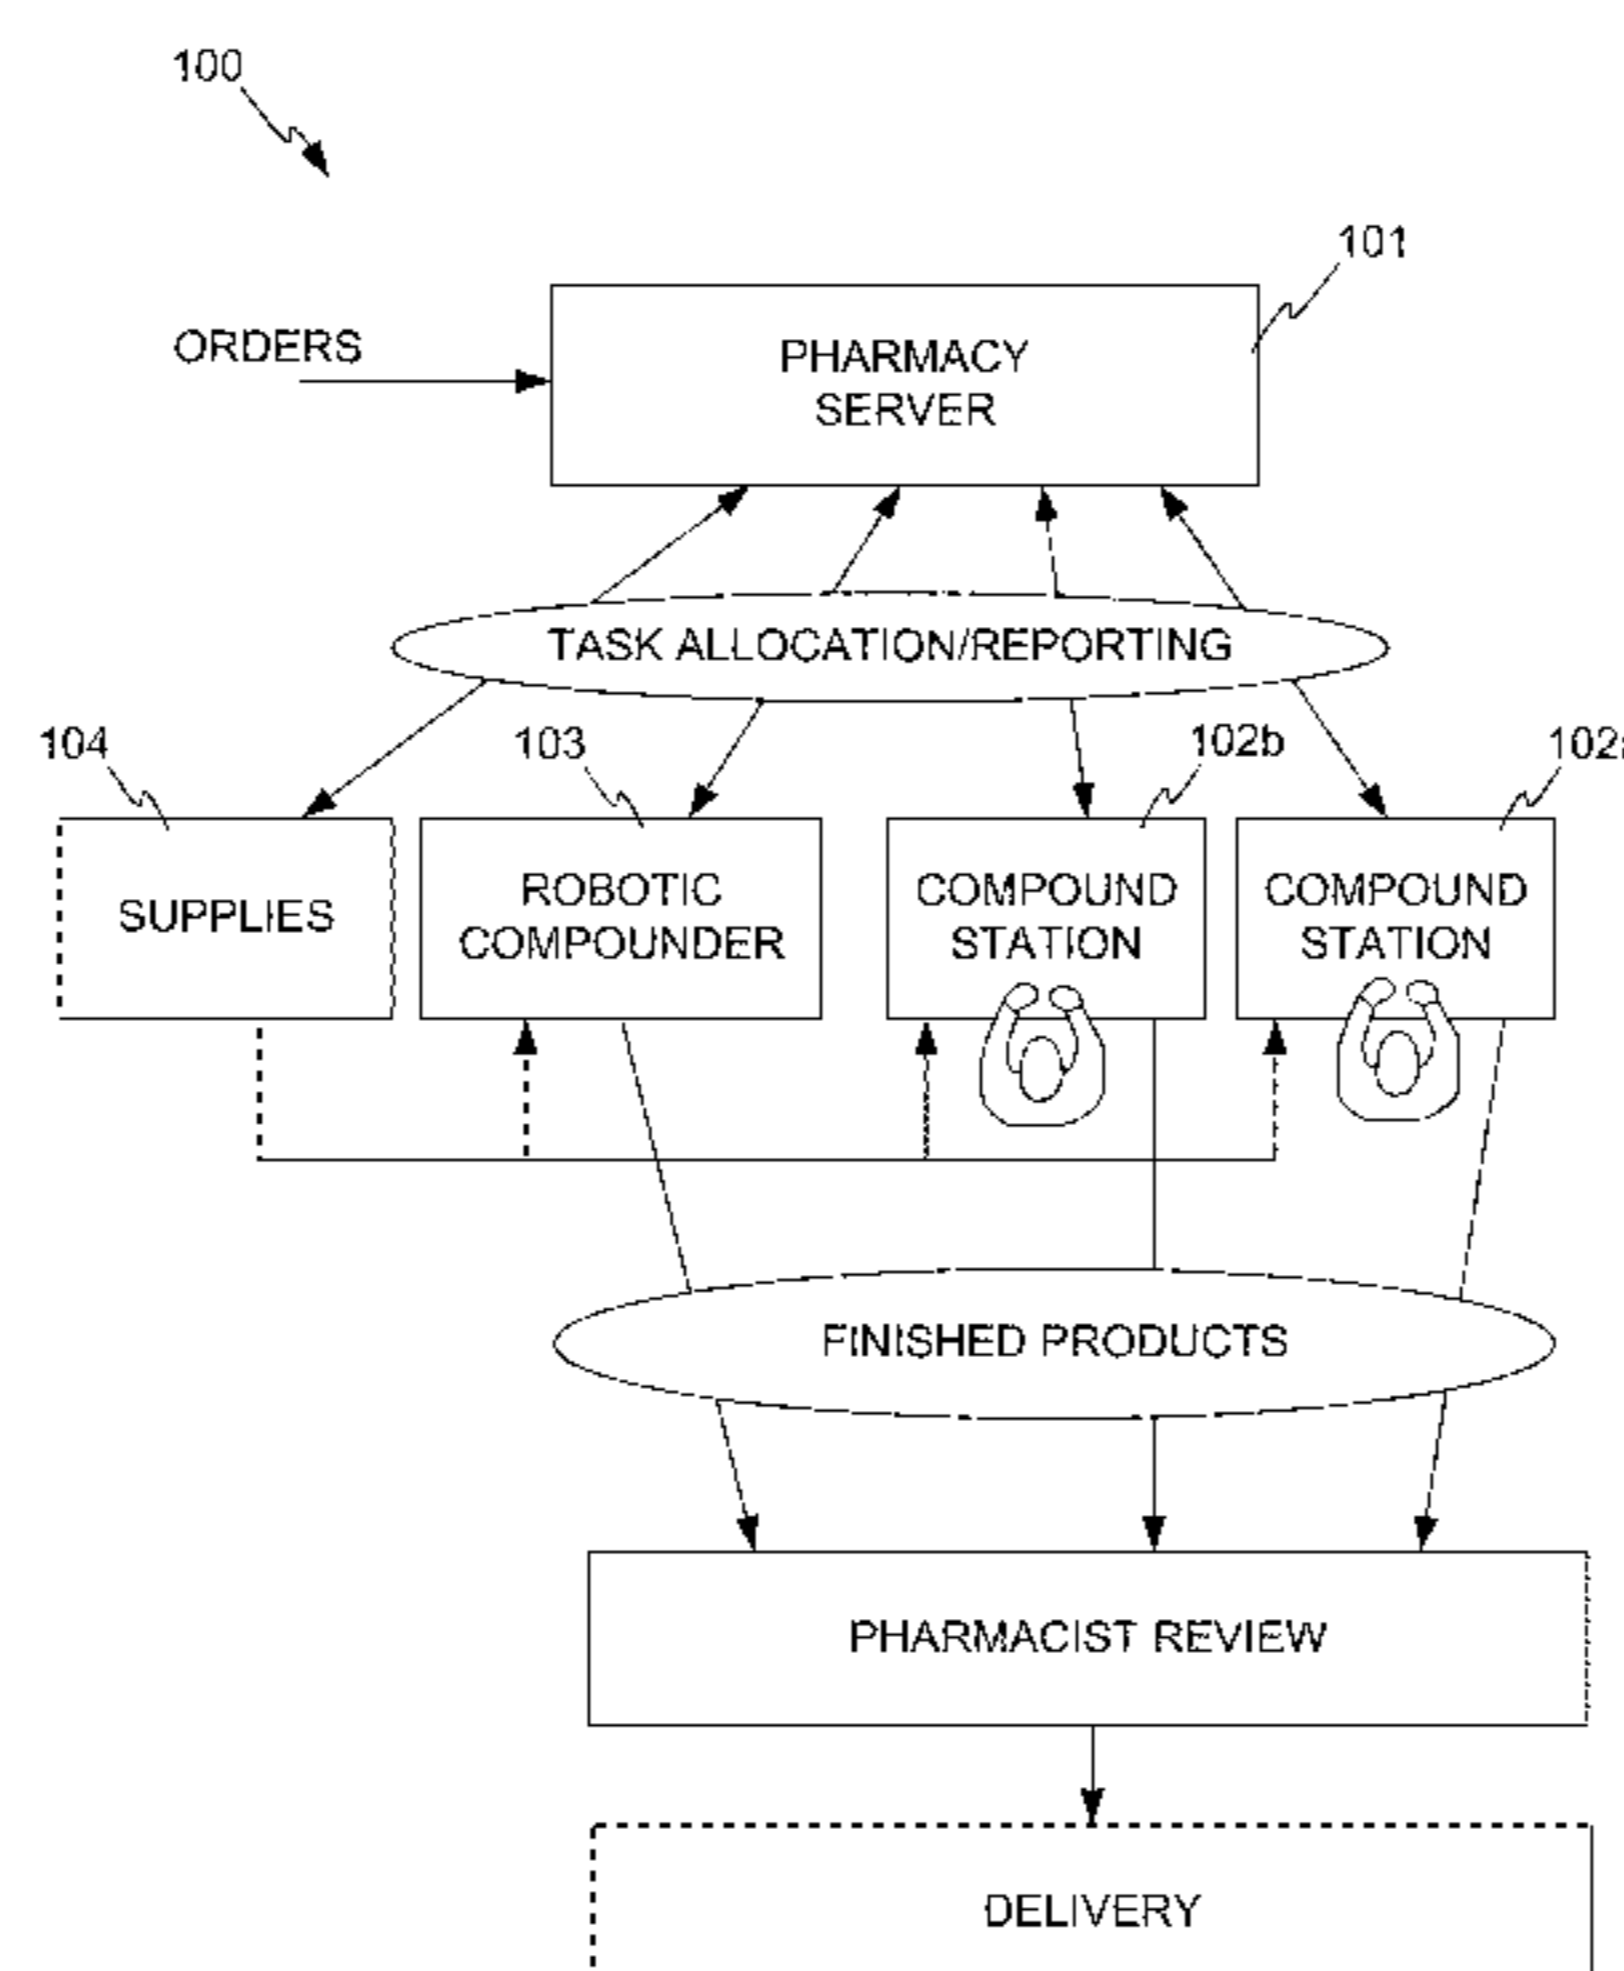 100
101
ORDERS
PHARMACY
SERVER
TASK ALLOCATION/REPORTING
104
103
102b
SUPPLIES
ROBOTIC
COMPOUNDER
COMPOUND
STATION
COMPOUND
STATION
FINISHED PRODUCTS
PHARMACIST REVIEW
DELIVERY